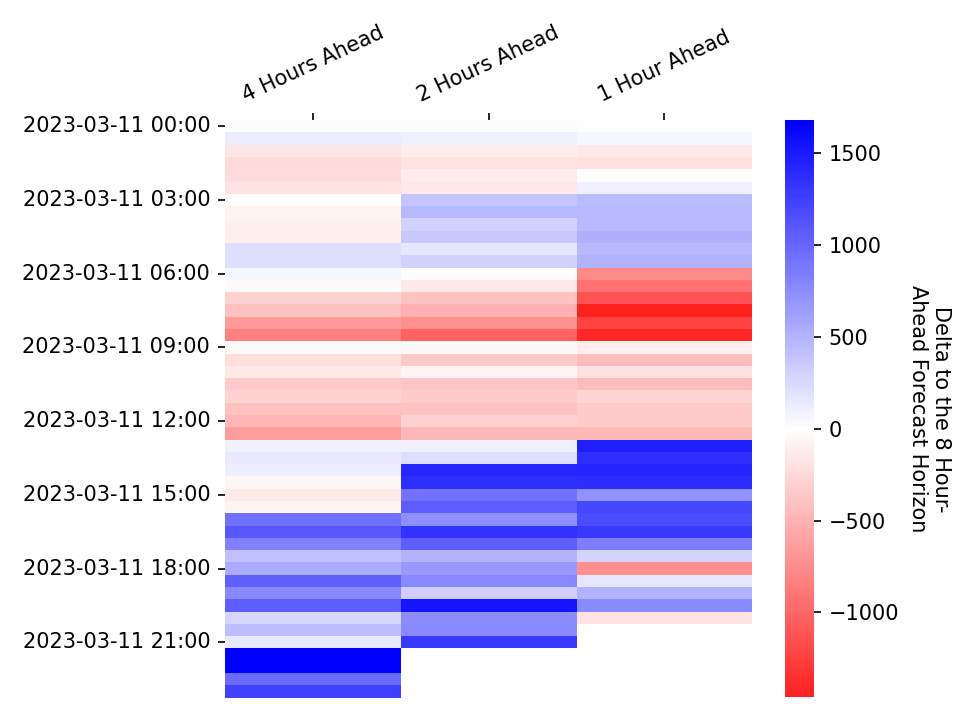 4 Hours Ahead
2 Hours Ahead
1 Hour Ahead
2023-03-11 00:00
2023-03-11 03:00
2023-03-11 06:00
2023-03-11 09:00
2023-03-11 12:00
2023-03-11 15:00
2023-03-11 18:00
2023-03-11 21:00
1500
1000
500
0
−500
−1000
Delta to the 8 Hour-
Ahead Forecast Horizon